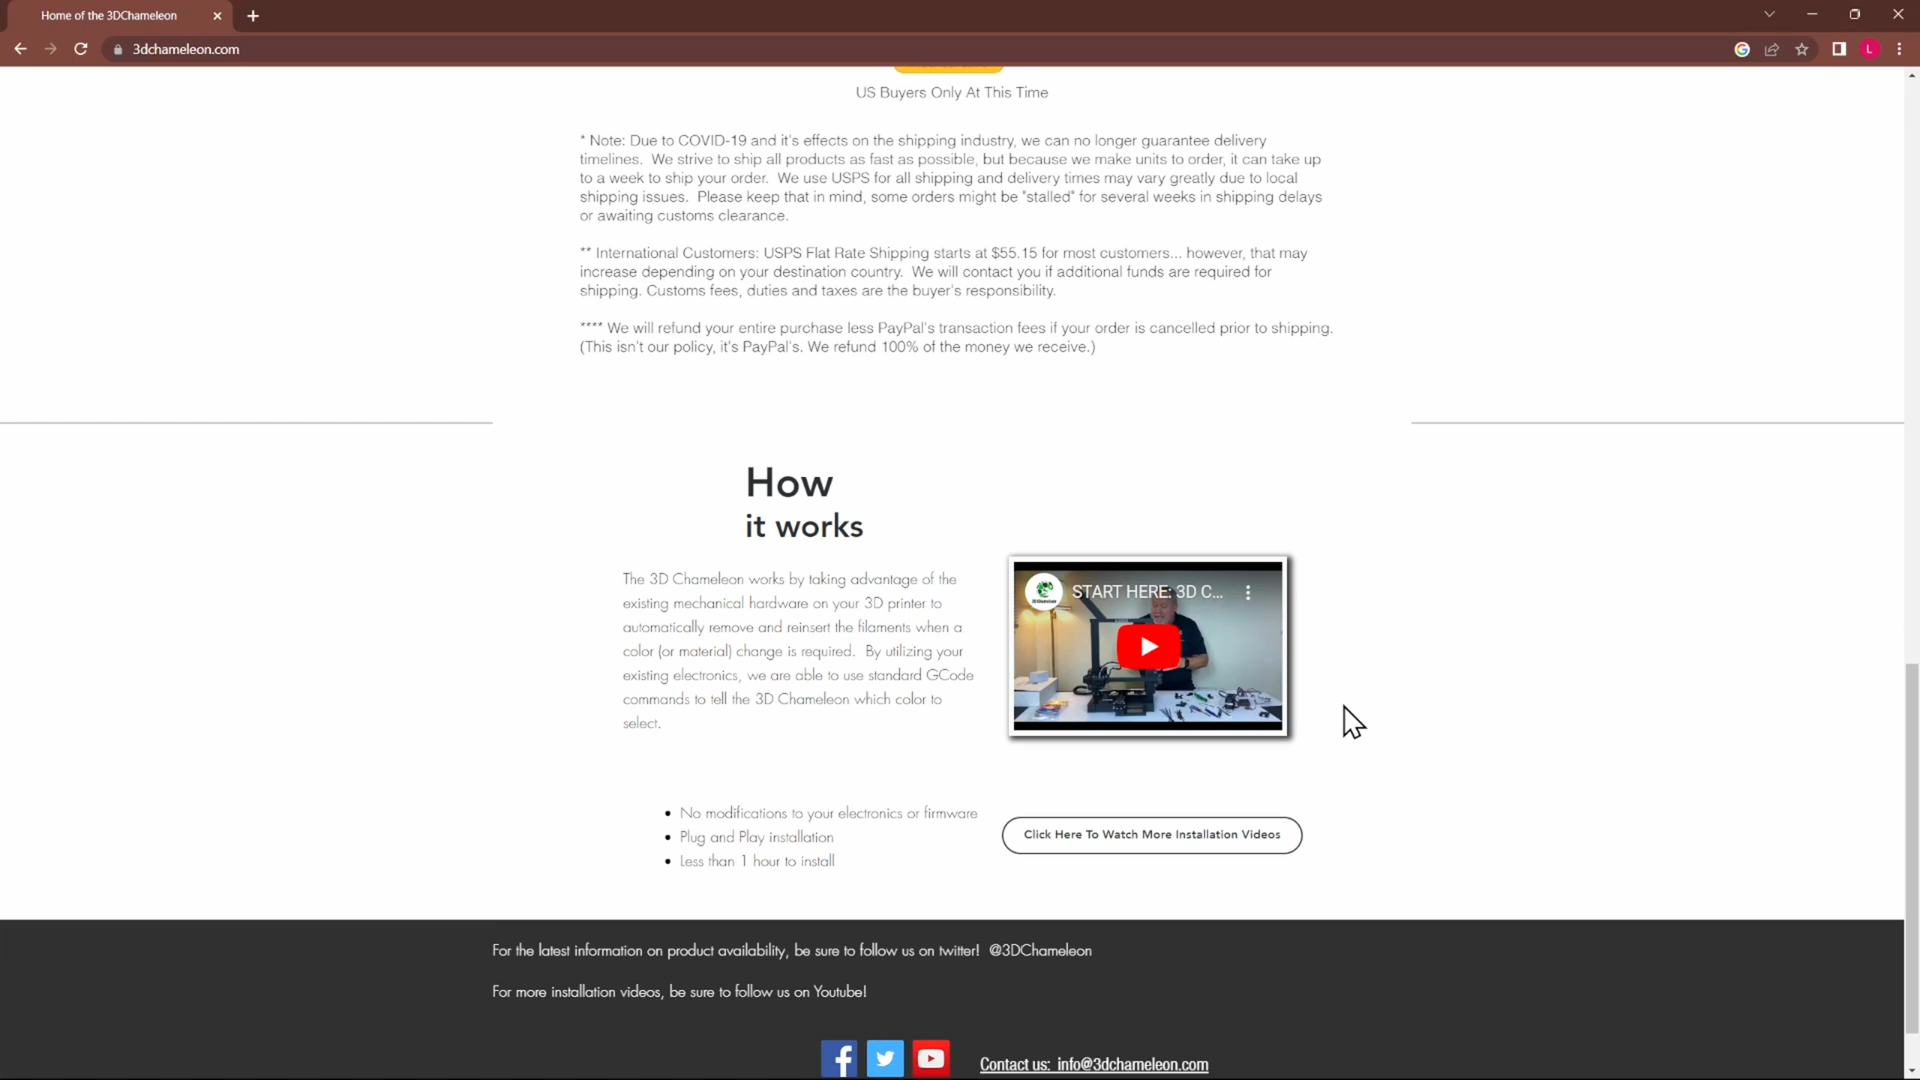 Home of the 3DChameleon
3dchameleon.com
L
US Buyers Only At This Time
* Note: Due to COVID-19 and it's effects on the shipping industry, we can no longer guarantee delivery
timelines. We strive to ship all products as fast as possible, but because we make units to order, it can take up
to a week to ship your order. We use USPS for all shipping and delivery times may vary greatly due to local
shipping issues. Please keep that in mind, some orders might be "stalled" for several weeks in shipping delays
or awaiting customs clearance.
** International Customers: USPS Flat Rate Shipping starts at $55.15 for most customers... however, that may
increase depending on your destination country. We will contact you if additional funds are required for
shipping. Customs fees, duties and taxes are the buyer's responsibility.
**** We will refund your entire purchase less PayPal's transaction fees if your order is cancelled prior to shipping.
(This isn't our policy, it's PayPal's. We refund 100% of the money we receive.)
How
it works
The 3D Chameleon works by taking advantage of the
existing mechanical hardware on your 3D printer to
automatically remove and reinsert the filaments when a
color (or material) change is required. By utilizing your
existing electronics, we are able to use standard GCode
commands to tell the 3D Chameleon which color to
select.
START HERE: 3D C...
• No modifications to your electronics or firmware
• Plug and Play installation
• Less than 1 hour to install
Click Here To Watch More Installation Videos
For the latest information on product availability, be sure to follow us on twitter! @3DChameleon
For more installation videos, be sure to follow us on Youtube!
Contact us: info@3dchameleon.com